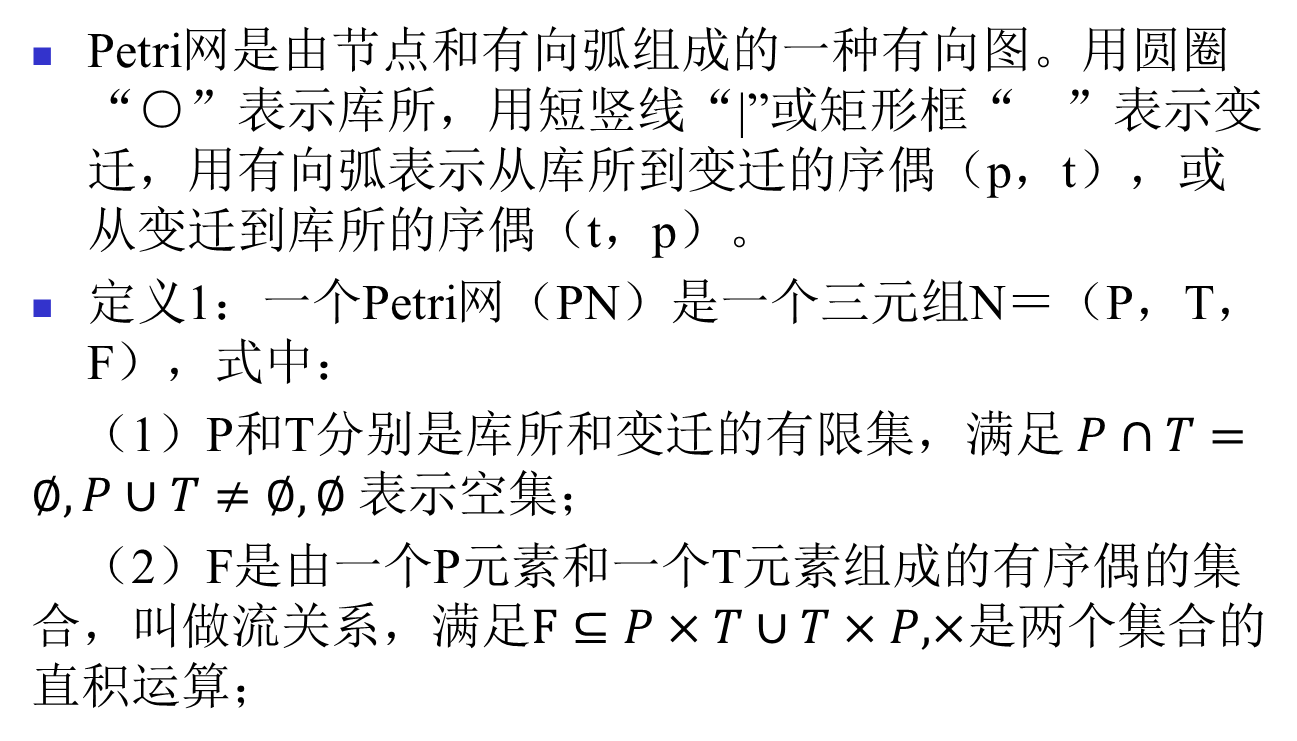 Petri网是由节点和有向弧组成的一种有向图。用圆圈
“○”表示库所，用短竖线“|”或矩形框“　”表示变
迁，用有向弧表示从库所到变迁的序偶（p，t），或
从变迁到库所的序偶（t，p）。
定义1：一个Petri网（PN）是一个三元组N＝（P，T，
F），式中：
（1）P和T分别是库所和变迁的有限集，满足 P ∩ T =
∅, P ∪ T ≠ ∅, ∅ 表示空集；
（2）F是由一个P元素和一个T元素组成的有序偶的集
合，叫做流关系，满足F ⊆ P × T ∪ T × P,×是两个集合的
直积运算；